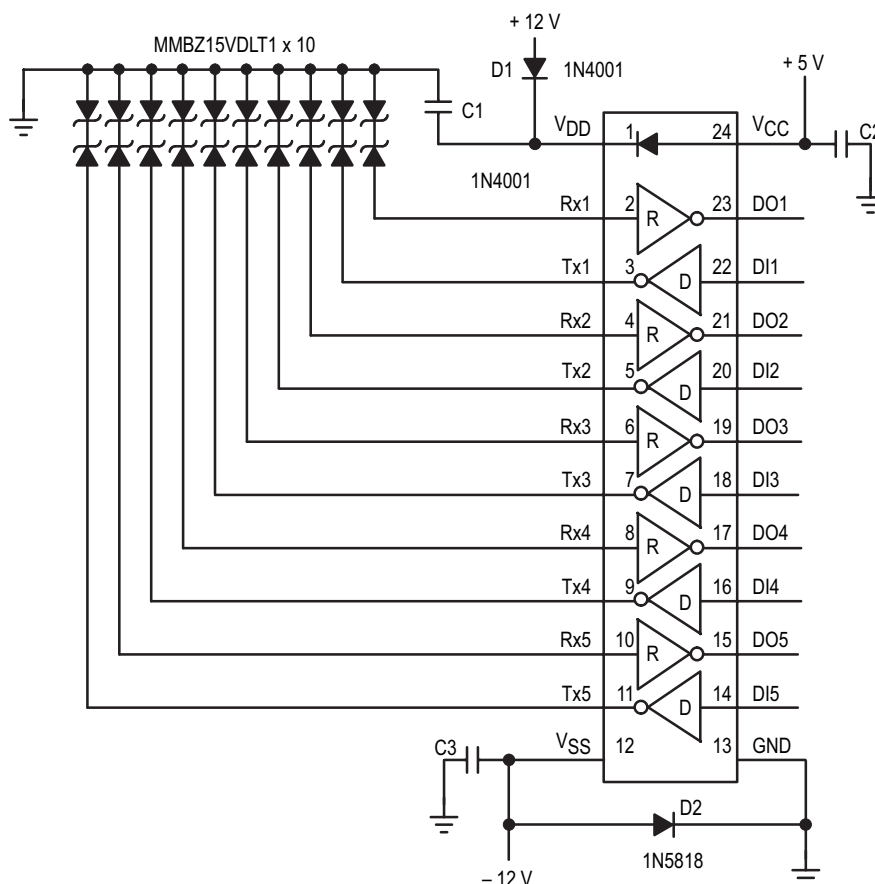 + 12 V
MMBZ15VDLT1 x 10
D1 1N4001
+ 5 V
C1
C2
VDD 1 24 VCC
1N4001
Rx1 2 R 23 DO1
Tx1 3 D 22 DI1
Rx2 4 R 21 DO2
Tx2 5 D 20 DI2
Rx3 6 R 19 DO3
Tx3 7 D 18 DI3
Rx4 8 R 17 DO4
Tx4 9 D 16 DI4
Rx5 10 R 15 DO5
Tx5 11 D 14 DI5
C3 VSS 12 13 GND
D2
1N5818
– 12 V